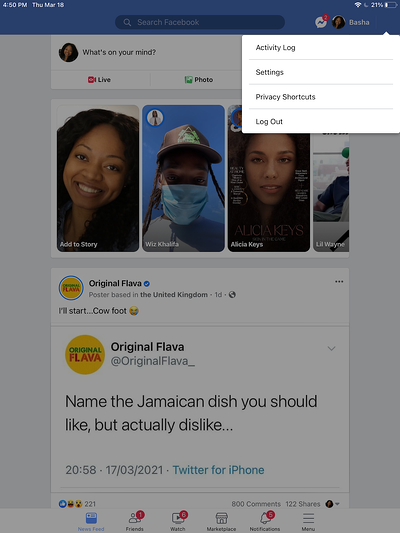 4:50 PM Thu Mar 18
21%
Search Facebook
2
Basha
Activity Log
Settings
Privacy Shortcuts
Log Out
What's on your mind?
Live
Photo
Add to Story
Wiz Khalifa
ALICIA KEYS
Alicia Keys
Lil Wayne
ORIGINAL
FLAVA
Original Flava
Poster based in the United Kingdom · 1d ·
I'll start...Cow foot 😭
ORIGINAL
FLAVA
Original Flava
@OriginalFlava_
Name the Jamaican dish you should
like, but actually dislike...
20:58 · 17/03/2021 · Twitter for iPhone
221
800 Comments 122 Shares
News Feed
1
Friends
6
Watch
Marketplace
5
Notifications
Menu